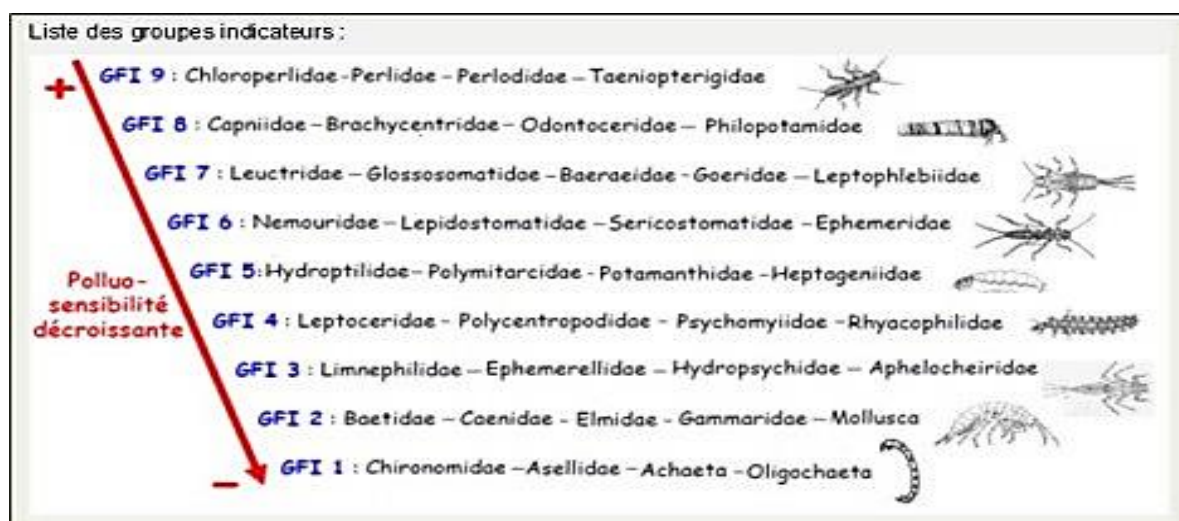 Liste des groupes indicateurs :
+ GFI 9 : Chloroperlidae -Perlidae - Perlodidae – Taeniopterigidae
GFI 8 : Capniidae – Brachycentridae – Odontoceridae – Philopotamidae
GFI 7 : Leuctridae – Glossosomatidae - Baeraeidae - Goeridae – Leptophlebiidae
GFI 6 : Nemouridae – Lepidostomatidae – Sericostomatidae - Ephemeridae
GFI 5:Hydroptilidae– Polymitarcidae - Potamanthidae -Heptageniidae
Polluo-
sensibilité
décroissante
GFI 4 : Leptoceridae - Polycentropodidae - Psychomyiidae -Rhyacophilidae
GFI 3 : Limnephilidae – Ephemerellidae – Hydropsychidae – Aphelocheiridae
GFI 2 : Baetidae – Caenidae - Elmidae - Gammaridae – Mollusca
– GFI 1 : Chironomidae –Asellidae - Achaeta -Oligochaeta